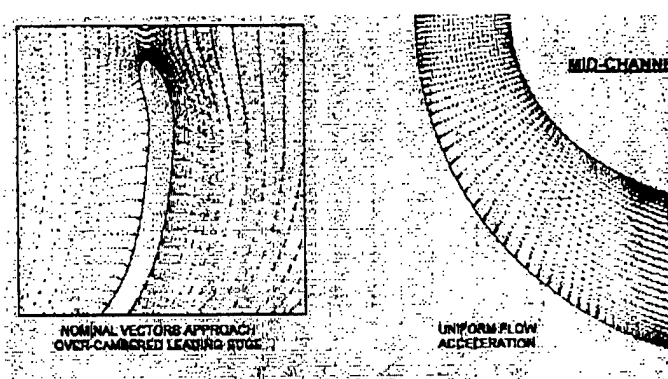 MID-CHANNE
NOMINAL VECTORS APPROACH
OVER-CAMBERED LEADING EDGE
UNIFORM FLOW
ACCELERATION